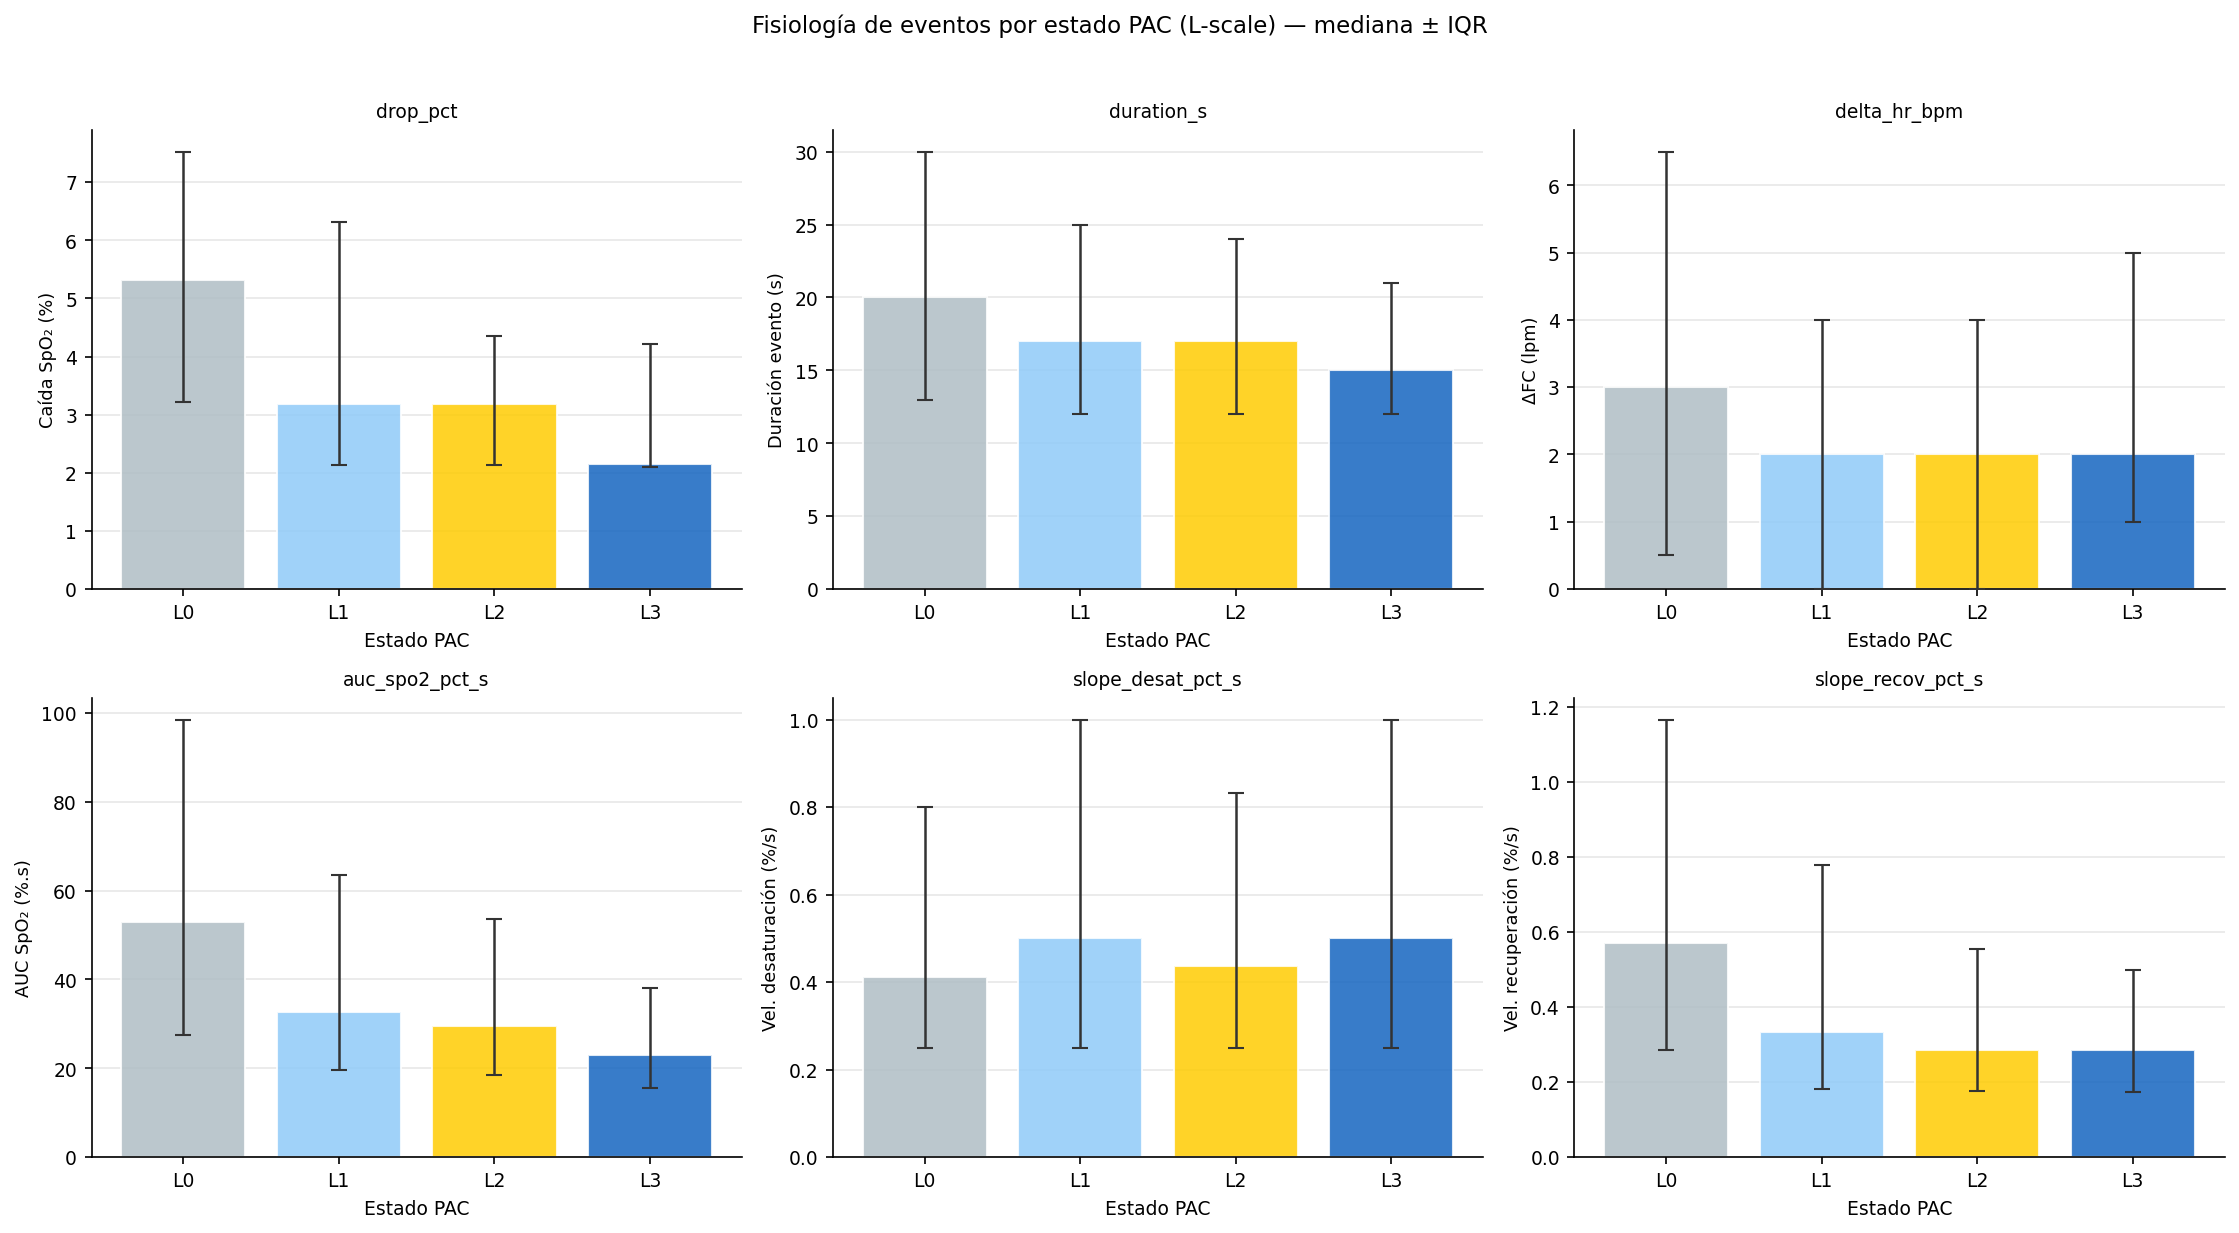 Fisiología de eventos por estado PAC (L-scale) — mediana ± IQR
drop_pct
Caída SpO₂ (%)
7
6
5
4
3
2
1
0
L0 L1 L2 L3
Estado PAC
duration_s
Duración evento (s)
30
25
20
15
10
5
0
L0 L1 L2 L3
Estado PAC
delta_hr_bpm
ΔFC (lpm)
6
5
4
3
2
1
0
L0 L1 L2 L3
Estado PAC
auc_spo2_pct_s
AUC SpO₂ (%.s)
100
80
60
40
20
0
L0 L1 L2 L3
Estado PAC
slope_desat_pct_s
Vel. desaturación (%/s)
1.0
0.8
0.6
0.4
0.2
0.0
L0 L1 L2 L3
Estado PAC
slope_recov_pct_s
Vel. recuperación (%/s)
1.2
1.0
0.8
0.6
0.4
0.2
0.0
L0 L1 L2 L3
Estado PAC